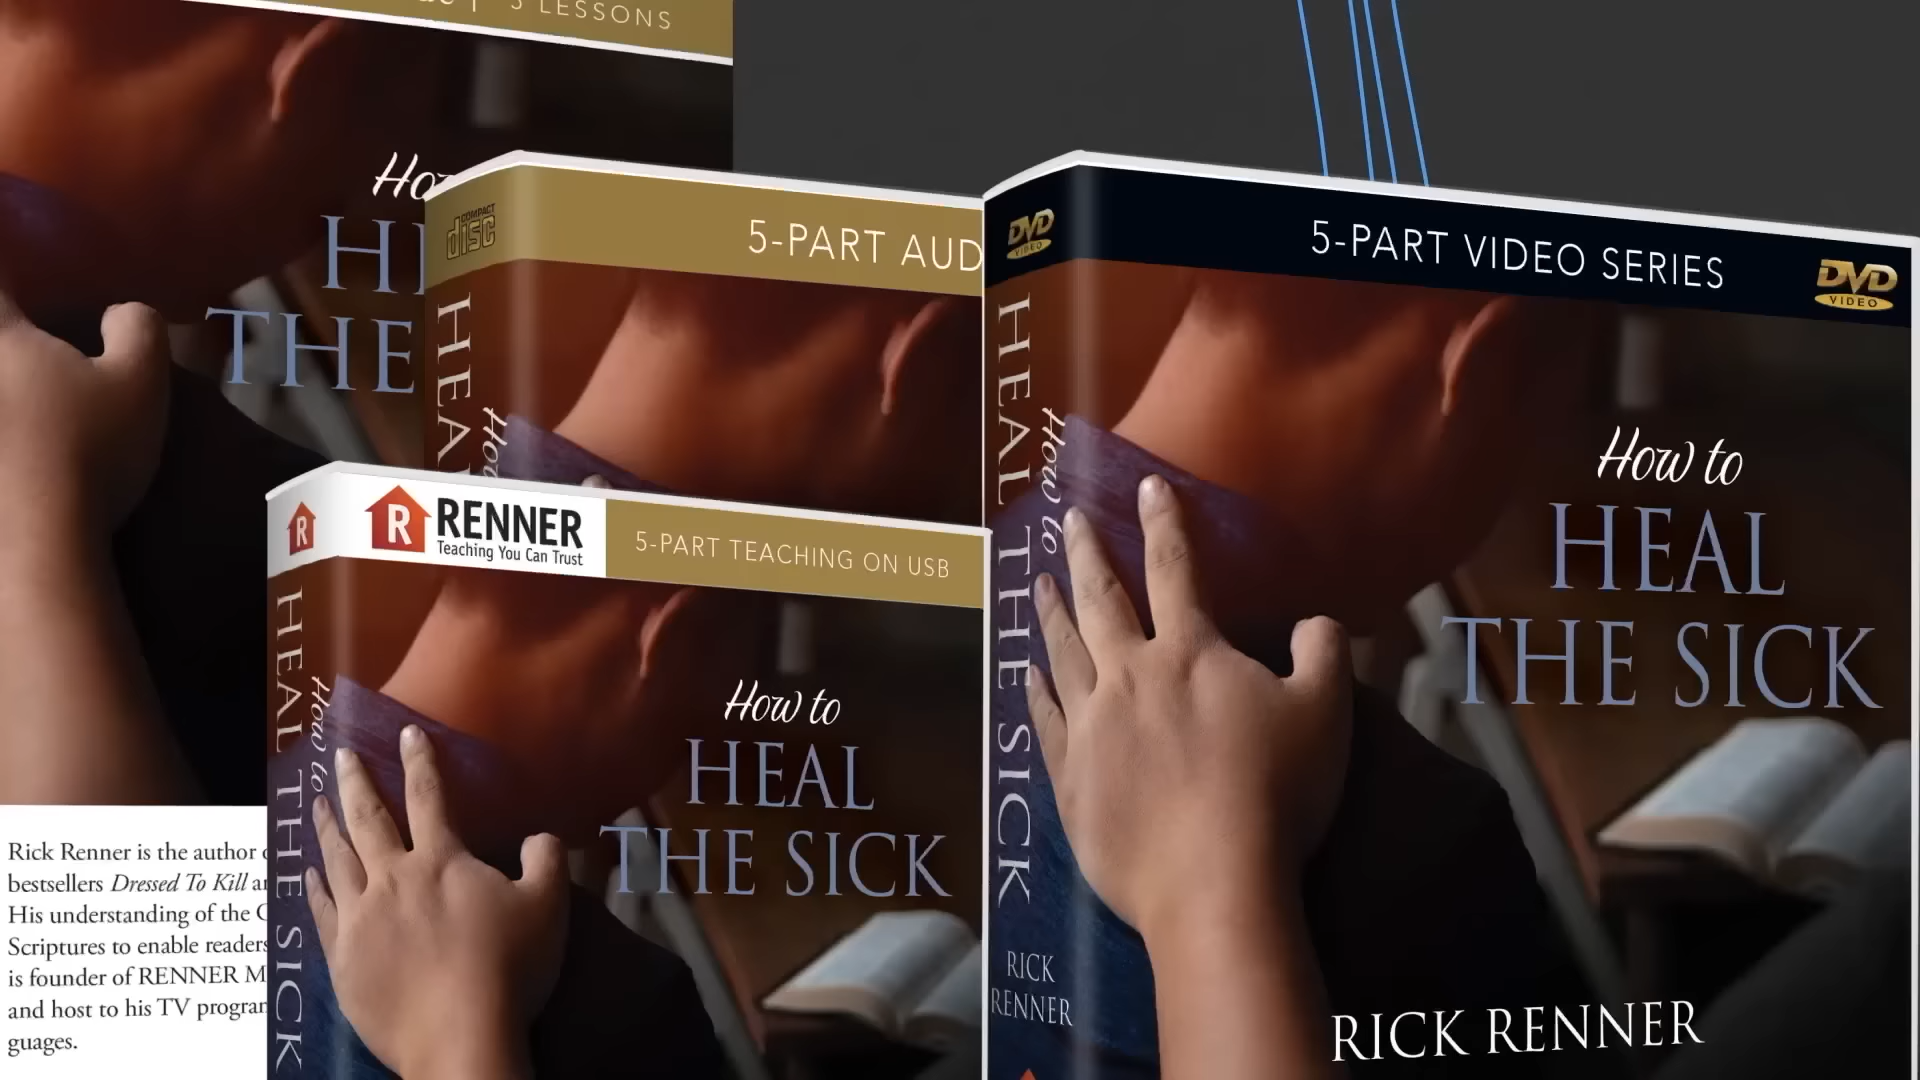 5 LESSONS
How
HE
THE
Rick Renner is the author
bestsellers Dressed To Kill
His understanding of the
Scriptures to enable readers
is founder of RENNER
and host to his TV program
guages.
COMPACT
disc
5-PART AUD
HEAL
How
R
R
RENNER
Teaching You Can Trust
5-PART TEACHING ON USB
How to
HEAL THE SICK
How to
HEAL
THE SICK
DVD
VIDEO
5-PART VIDEO SERIES
DVD
VIDEO
How to
HEAL THE SICK
RICK
RENNER
How to
HEAL
THE SICK
RICK RENNER